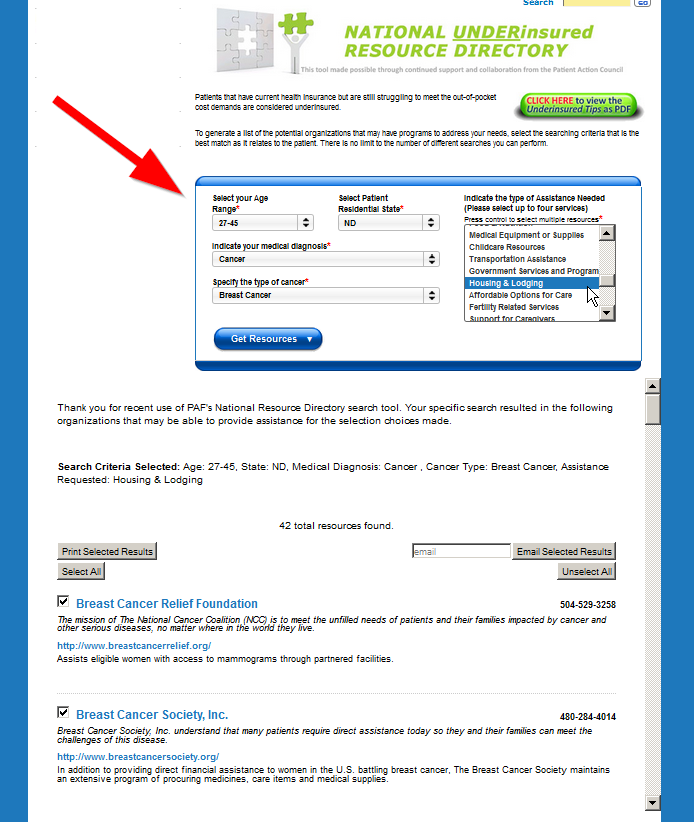 Search
GO
NATIONAL UNDERinsured
RESOURCE DIRECTORY
This tool made possible through continued support and collaboration from the Patient Action Council
Patients that have current health insurance but are still struggling to meet the out-of-pocket
cost demands are considered underinsured.
CLICK HERE to view the
Underinsured Tips as PDF
To generate a list of the potential organizations that may have programs to address your needs, select the searching criteria that is the
best match as it relates to the patient. There is no limit to the number of different searches you can perform.
Select your Age
Range*
27-45
Select Patient
Residential State*
ND
Indicate your medical diagnosis*
Cancer
Specify the type of cancer*
Breast Cancer
Get Resources ▼
Indicate the type of Assistance Needed
(Please select up to four services)
Press control to select multiple resources*
Medical Equipment or Supplies
Childcare Resources
Transportation Assistance
Government Services and Program
Housing & Lodging
Affordable Options for Care
Fertility Related Services
Support for Caregivers
Thank you for recent use of PAF's National Resource Directory search tool. Your specific search resulted in the following
organizations that may be able to provide assistance for the selection choices made.
Search Criteria Selected: Age: 27-45, State: ND, Medical Diagnosis: Cancer , Cancer Type: Breast Cancer, Assistance
Requested: Housing & Lodging
42 total resources found.
Print Selected Results
email
Email Selected Results
Select All
Unselect All
Breast Cancer Relief Foundation
504-529-3258
The mission of The National Cancer Coalition (NCC) is to meet the unfilled needs of patients and their families impacted by cancer and
other serious diseases, no matter where in the world they live.
http://www.breastcancerrelief.org/
Assists eligible women with access to mammograms through partnered facilities.
Breast Cancer Society, Inc.
480-284-4014
Breast Cancer Society, Inc. understand that many patients require direct assistance today so they and their families can meet the
challenges of this disease.
http://www.breastcancersociety.org/
In addition to providing direct financial assistance to women in the U.S. battling breast cancer, The Breast Cancer Society maintains
an extensive program of procuring medicines, care items and medical supplies.